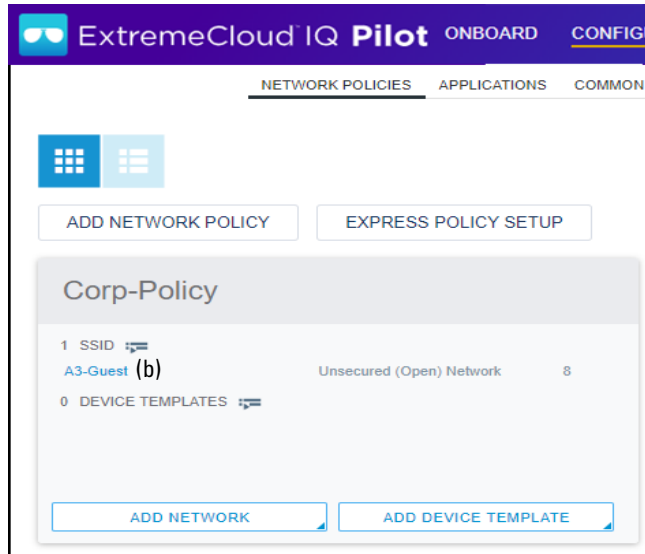 ExtremeCloud™ IQ Pilot ONBOARD CONFIG
NETWORK POLICIES APPLICATIONS COMMON
ADD NETWORK POLICY EXPRESS POLICY SETUP
Corp-Policy
1 SSID
A3-Guest (b) Unsecured (Open) Network 8
0 DEVICE TEMPLATES
ADD NETWORK ADD DEVICE TEMPLATE